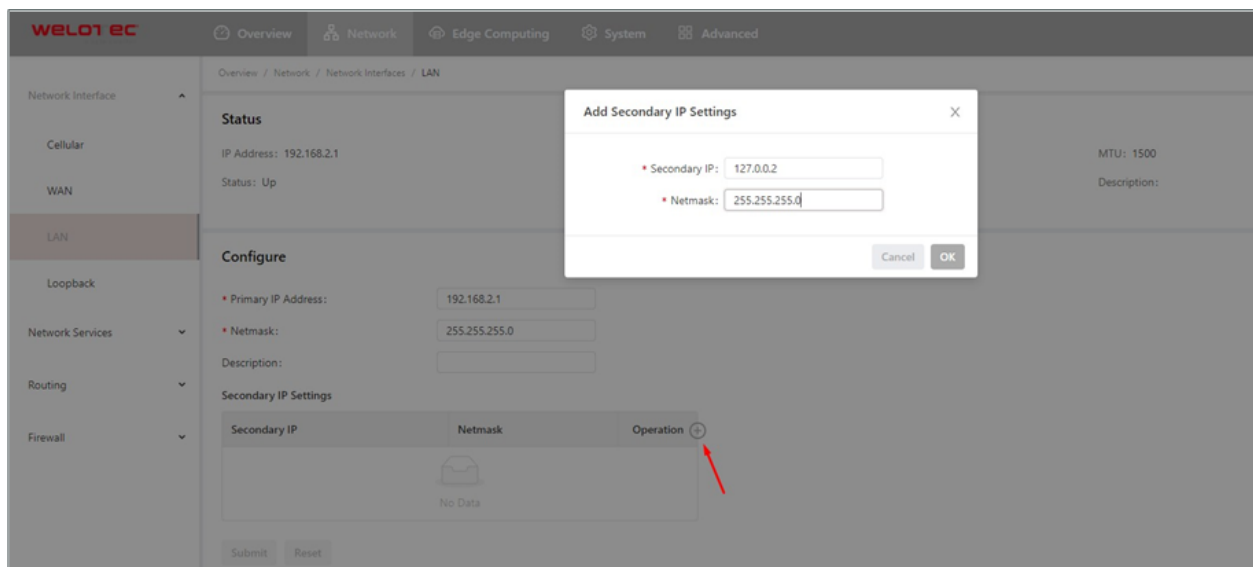 WELOTEC
Overview Network Edge Computing System Advanced
Overview / Network / Network Interfaces / LAN
Network Interface
Cellular
WAN
LAN
Loopback
Network Services
Routing
Firewall
Status
IP Address: 192.168.2.1
Status: Up
MTU: 1500
Description:
Add Secondary IP Settings
* Secondary IP: 127.0.0.2
* Netmask: 255.255.255.0
Cancel OK
Configure
* Primary IP Address: 192.168.2.1
* Netmask: 255.255.255.0
Description:
Secondary IP Settings
Secondary IP Netmask Operation
No Data
Submit Reset